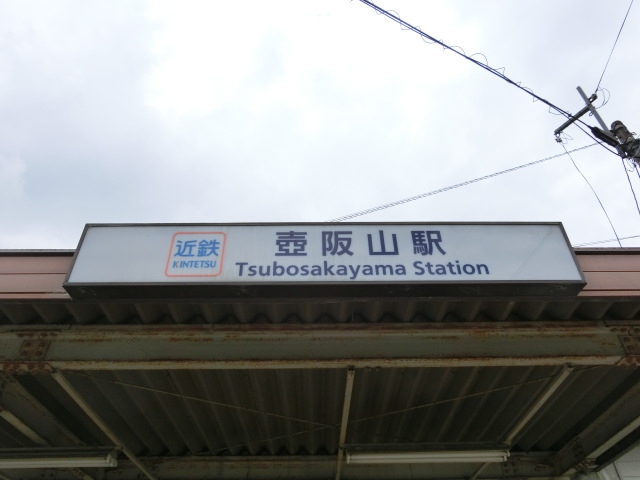 近鉄
KINTETSU
壺阪山駅
Tsubosakayama Station